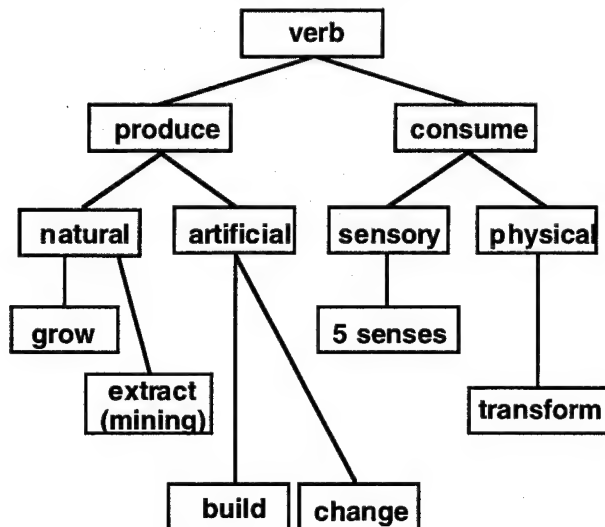 verb
produce
consume
natural
artificial
sensory
physical
grow
5 senses
extract
(mining)
transform
build
change